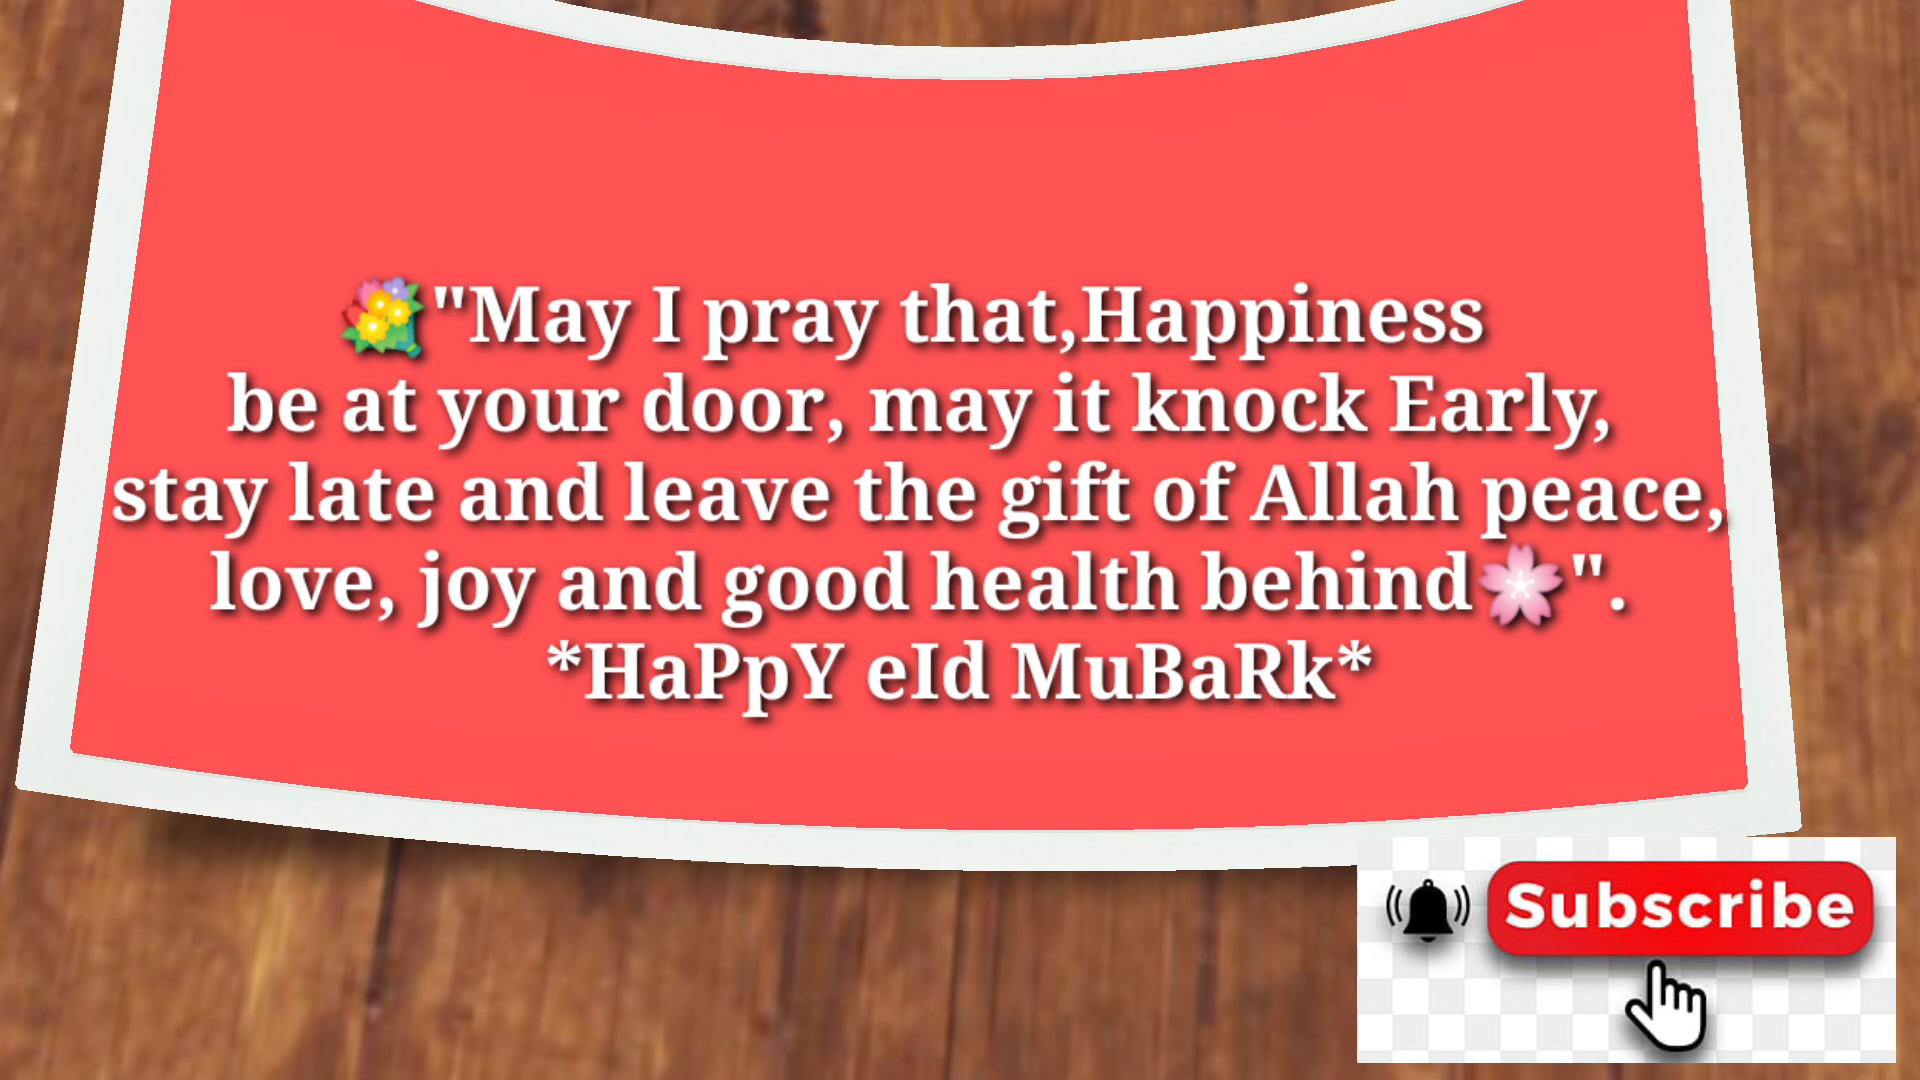 💐"May I pray that,Happiness
be at your door, may it knock Early,
stay late and leave the gift of Allah peace,
love, joy and good health behind🌸".
*HaPpY eId MuBaRk*
Subscribe